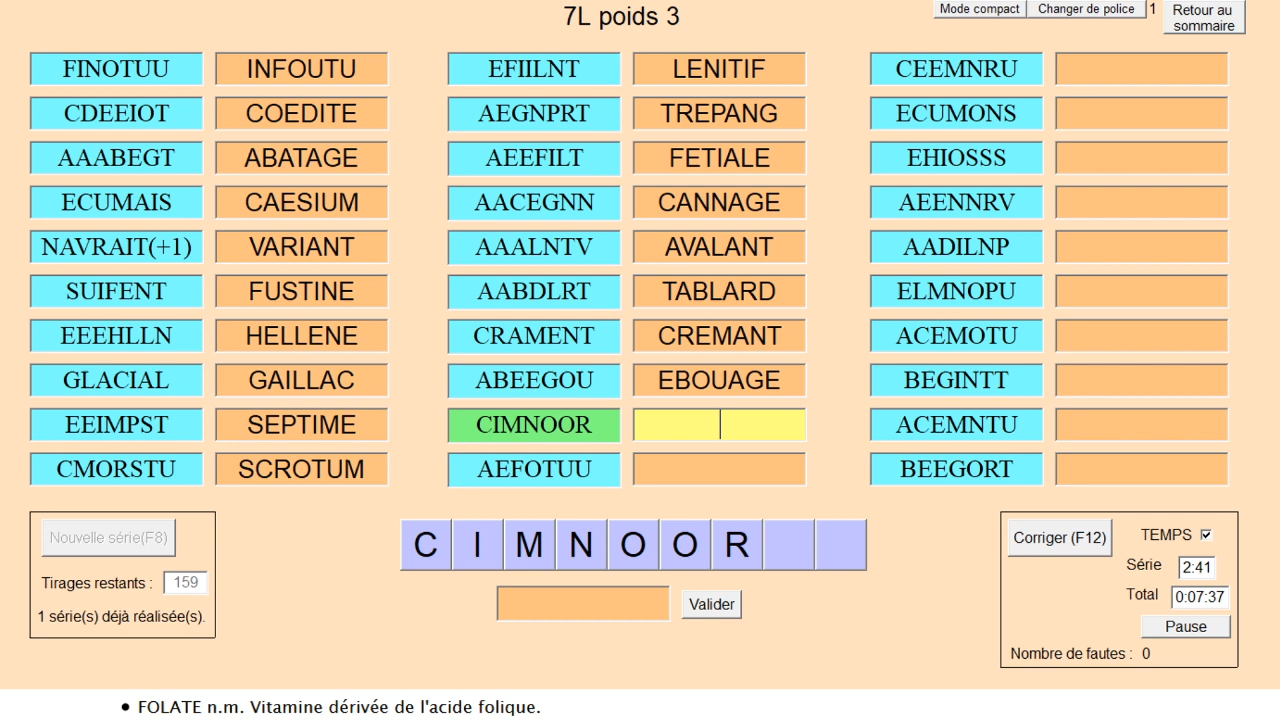 7L poids 3
Mode compact Changer de police 1 Retour au sommaire
FINOTUU INFOUTU EFIILNT LENITIF CEEMNRU
CDEEIOT COEDITE AEGNPRT TREPANG ECUMONS
AAABEGT ABATAGE AEEFILT FETIALE EHIOSSS
ECUMAIS CAESIUM AACEGNN CANNAGE AEENNRV
NAVRAIT(+1) VARIANT AAALNTV AVALANT AADILNP
SUIFENT FUSTINE AABDLRT TABLARD ELMNOPU
EEEHLLN HELLENE CRAMENT CREMANT ACEMOTU
GLACIAL GAILLAC ABEEGOU EBOUAGE BEGINTT
EEIMPST SEPTIME CIMNOOR ACEMNTU
CMORSTU SCROTUM AEFOTUU BEEGORT
Nouvelle série(F8)
Tirages restants : 159
1 série(s) déjà réalisée(s).
C I M N O O R
Valider
Corriger (F12) TEMPS
Série 2:41
Total 0:07:37
Pause
Nombre de fautes : 0
• FOLATE n.m. Vitamine dérivée de l'acide folique.